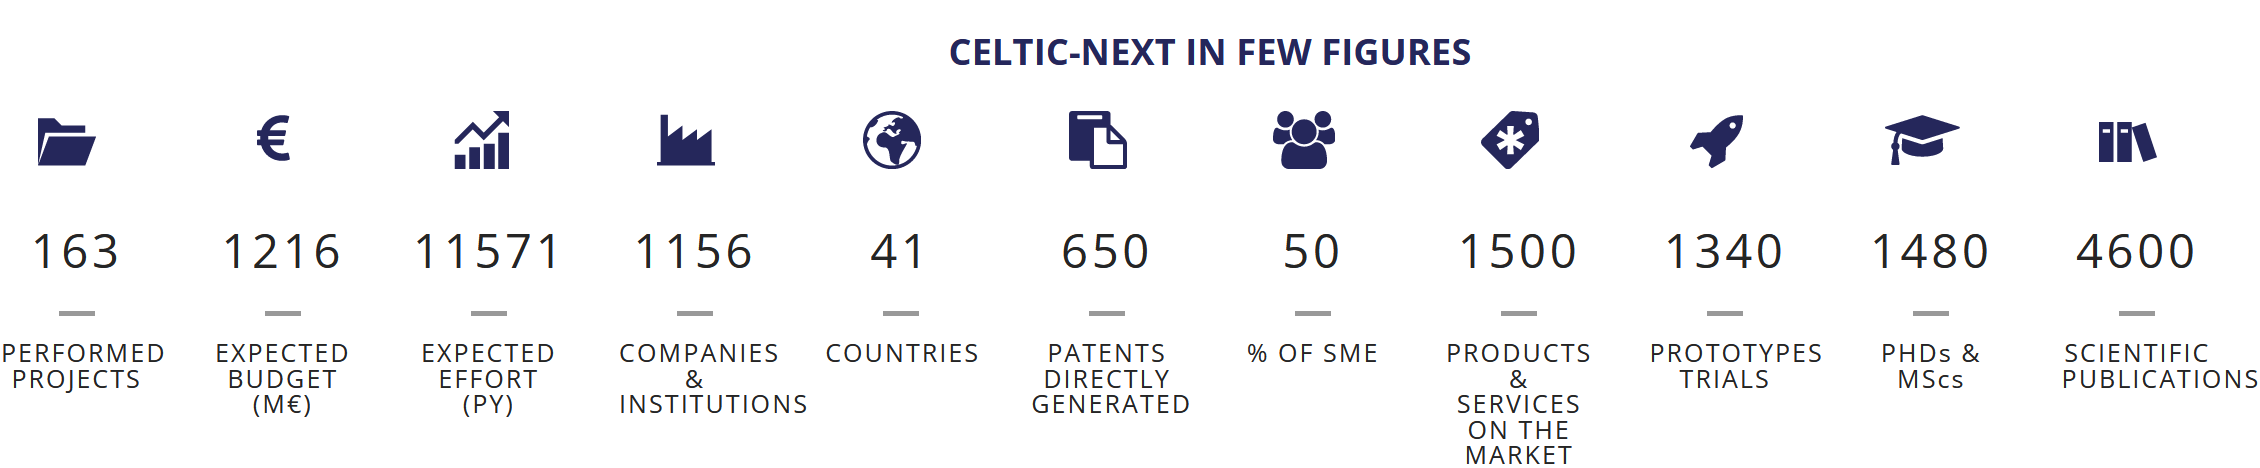 CELTIC-NEXT IN FEW FIGURES
163
PERFORMED
PROJECTS
1216
EXPECTED
BUDGET
(M€)
11571
EXPECTED
EFFORT
(PY)
1156
COMPANIES
&
INSTITUTIONS
41
COUNTRIES
650
PATENTS
DIRECTLY
GENERATED
50
% OF SME
1500
PRODUCTS
&
SERVICES
ON THE
MARKET
1340
PROTOTYPES
TRIALS
1480
PHDs &
MScs
4600
SCIENTIFIC
PUBLICATIONS